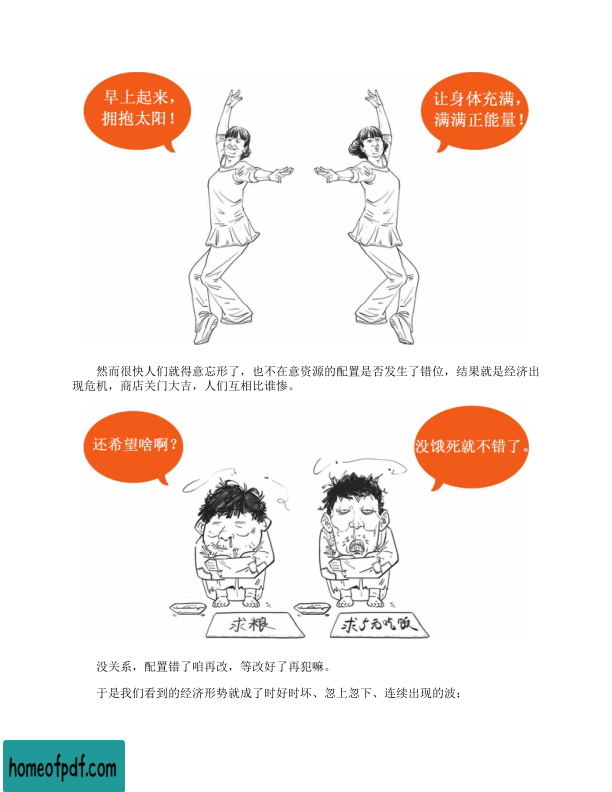 早上起来，
拥抱太阳！
让身体充满，
满满正能量！
然而很快人们就得意忘形了，也不在意资源的配置是否发生了错位，结果就是经济出
现危机，商店关门大吉，人们互相比谁惨。
还希望啥啊？
没饿死就不错了。
求粮
求5元吃饭
没关系，配置错了咱再改，等改好了再犯嘛。
于是我们看到的经济形势就成了时好时坏、忽上忽下、连续出现的波：
homeofpdf.com